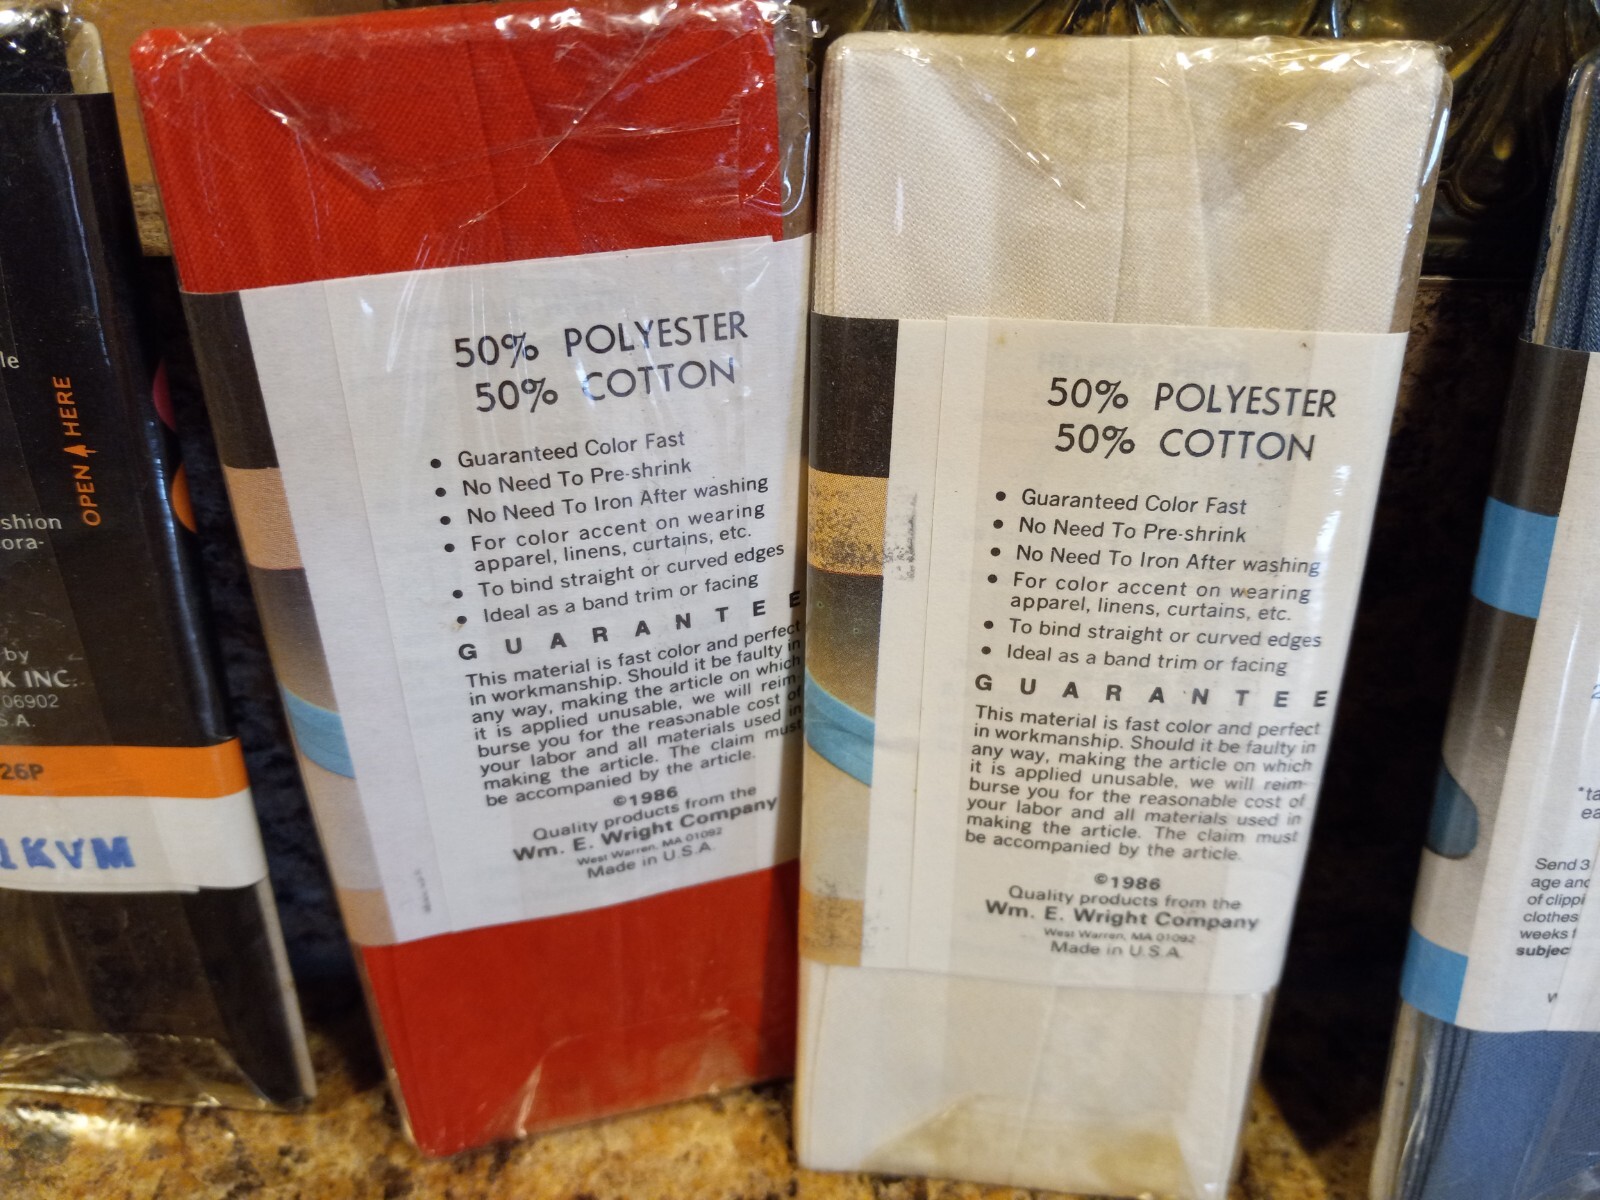 le
OPEN HERE
shion
ora-
by
K INC.
06902
S.A.
26P
1KVM
50% POLYESTER
50% COTTON
• Guaranteed Color Fast
• No Need To Pre-shrink
• No Need To Iron After washing
• For color accent on wearing
apparel, linens, curtains, etc.
• To bind straight or curved edges
• Ideal as a band trim or facing
GUARANTEE
This material is fast color and perfect
in workmanship. Should it be faulty in
any way, making the article on which
it is applied unusable, we will reim-
burse you for the reasonable cost of
your labor and all materials used in
making the article. The claim must
be accompanied by the article.
©1986
Quality products from the
Wm. E. Wright Company
West Warren, MA 01092
Made in U.S.A.
50% POLYESTER
50% COTTON
• Guaranteed Color Fast
• No Need To Pre-shrink
• No Need To Iron After washing
• For color accent on wearing
apparel, linens, curtains, etc.
• To bind straight or curved edges
• Ideal as a band trim or facing
GUARANTEE
This material is fast color and perfect
in workmanship. Should it be faulty in
any way, making the article on which
it is applied unusable, we will reim-
burse you for the reasonable cost of
your labor and all materials used in
making the article. The claim must
be accompanied by the article.
©1986
Quality products from the
Wm. E. Wright Company
West Warren, MA 01092
Made in U.S.A.
"ta
ea
Send 3
age and
of clippi
clothes
weeks f
subjec